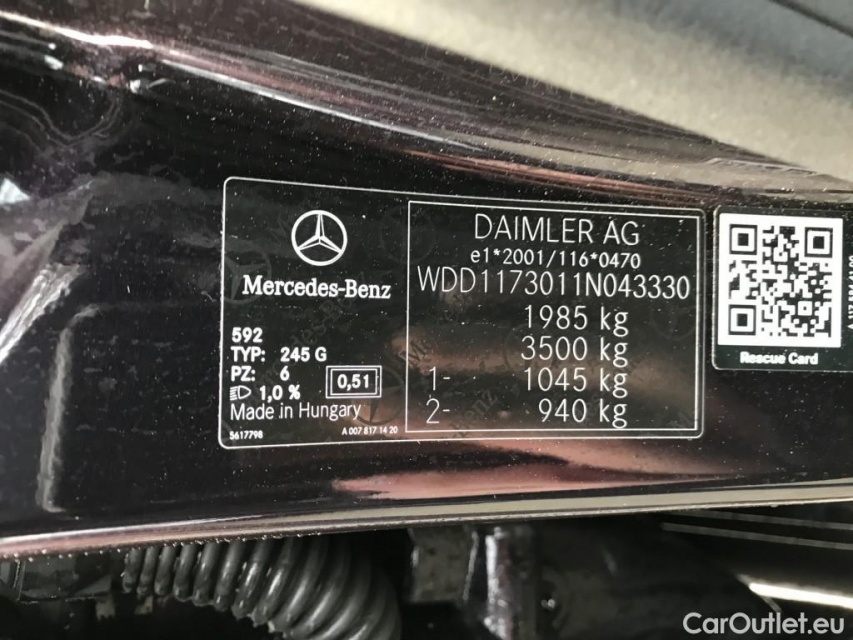 Mercedes-Benz
592
TYP: 245 G
PZ: 6
1,0 %
0,51
Made in Hungary
5617798
A 007 817 14 20
DAIMLER AG
e1*2001/116*0470
WDD1173011N043330
1985 kg
3500 kg
1- 1045 kg
2- 940 kg
Rescue Card
CarOutlet.eu